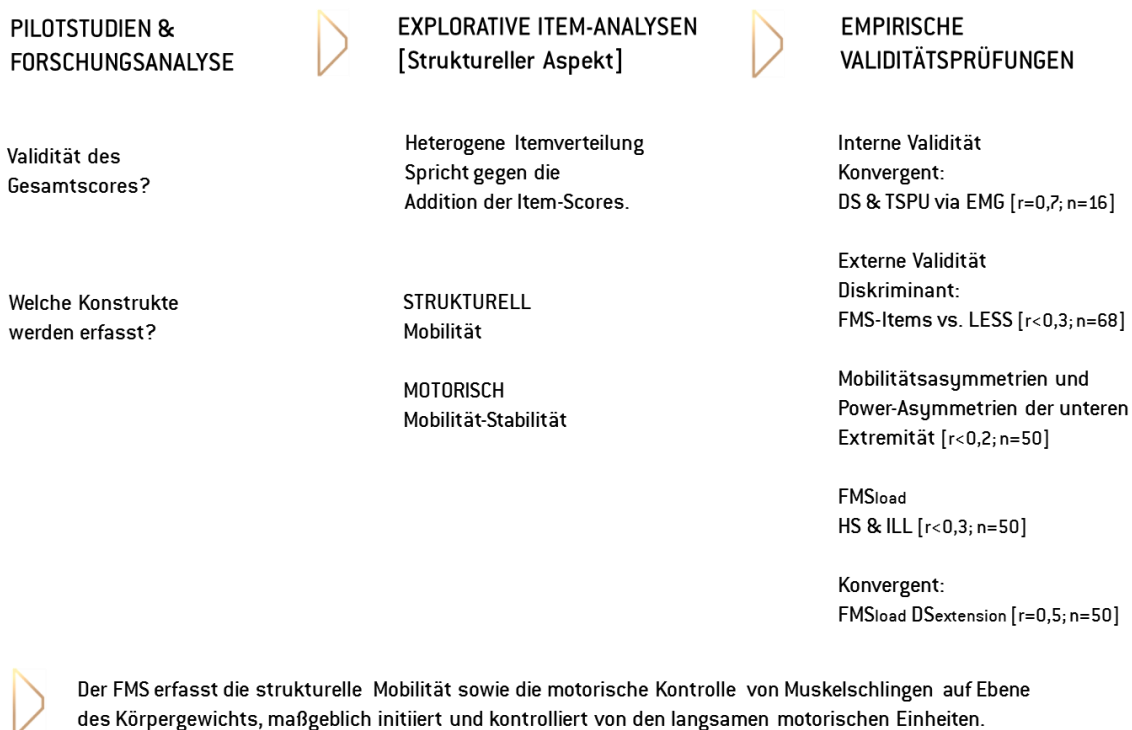 PILOTSTUDIEN &
FORSCHUNGSANALYSE
EXPLORATIVE ITEM-ANALYSEN
[Struktureller Aspekt]
EMPIRISCHE
VALIDITÄTSPRÜFUNGEN
Validität des
Gesamtscores?
Heterogene Itemverteilung
Spricht gegen die
Addition der Item-Scores.
Interne Validität
Konvergent:
DS & TSPU via EMG [r=0,7; n=16]
Externe Validität
Diskriminant:
FMS-Items vs. LESS [r<0,3; n=68]
Welche Konstrukte
werden erfasst?
STRUKTURELL
Mobilität
MOTORISCH
Mobilität-Stabilität
Mobilitätsasymmetrien und
Power-Asymmetrien der unteren
Extremität [r<0,2; n=50]
FMSload
HS & ILL [r<0,3; n=50]
Konvergent:
FMSload DSextension [r=0,5; n=50]
Der FMS erfasst die strukturelle Mobilität sowie die motorische Kontrolle von Muskelschlingen auf Ebene
des Körpergewichts, maßgeblich initiiert und kontrolliert von den langsamen motorischen Einheiten.